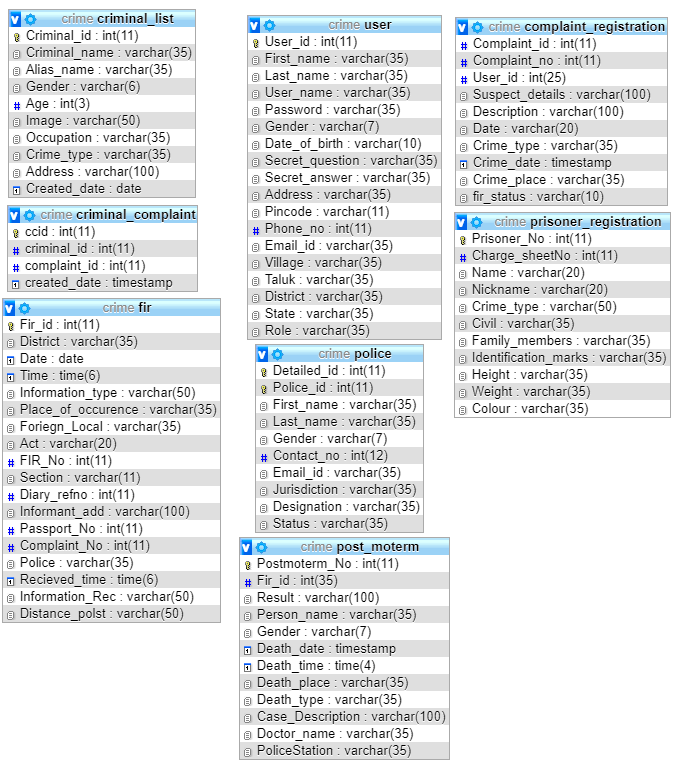 crime criminal_list
Criminal_id : int(11)
Criminal_name : varchar(35)
Alias_name : varchar(35)
Gender : varchar(6)
Age : int(3)
Image : varchar(50)
Occupation : varchar(35)
Crime_type : varchar(35)
Address : varchar(100)
Created_date : date
crime criminal_complaint
ccid : int(11)
criminal_id : int(11)
complaint_id : int(11)
created_date : timestamp
crime fir
Fir_id : int(11)
District : varchar(35)
Date : date
Time : time(6)
Information_type : varchar(50)
Place_of_occurence : varchar(35)
Foriegn_Local : varchar(35)
Act : varchar(20)
FIR_No : int(11)
Section : varchar(11)
Diary_refno : int(11)
Informant_add : varchar(100)
Passport_No : int(11)
Complaint_No : int(11)
Police : varchar(35)
Recieved_time : time(6)
Information_Rec : varchar(50)
Distance_polst : varchar(50)
crime user
User_id : int(11)
First_name : varchar(35)
Last_name : varchar(35)
User_name : varchar(35)
Password : varchar(35)
Gender : varchar(7)
Date_of_birth : varchar(10)
Secret_question : varchar(35)
Secret_answer : varchar(35)
Address : varchar(35)
Pincode : varchar(11)
Phone_no : int(11)
Email_id : varchar(35)
Village : varchar(35)
Taluk : varchar(35)
District : varchar(35)
State : varchar(35)
Role : varchar(35)
crime police
Detailed_id : int(11)
Police_id : int(11)
First_name : varchar(35)
Last_name : varchar(35)
Gender : varchar(7)
Contact_no : int(12)
Email_id : varchar(35)
Jurisdiction : varchar(35)
Designation : varchar(35)
Status : varchar(35)
crime post_moterm
Postmoterm_No : int(11)
Fir_id : int(35)
Result : varchar(100)
Person_name : varchar(35)
Gender : varchar(7)
Death_date : timestamp
Death_time : time(4)
Death_place : varchar(35)
Death_type : varchar(35)
Case_Description : varchar(100)
Doctor_name : varchar(35)
PoliceStation : varchar(35)
crime complaint_registration
Complaint_id : int(11)
Complaint_no : int(11)
User_id : int(25)
Suspect_details : varchar(100)
Description : varchar(100)
Date : varchar(20)
Crime_type : varchar(35)
Crime_date : timestamp
Crime_place : varchar(35)
fir_status : varchar(10)
crime prisoner_registration
Prisoner_No : int(11)
Charge_sheetNo : int(11)
Name : varchar(20)
Nickname : varchar(20)
Crime_type : varchar(50)
Civil : varchar(35)
Family_members : varchar(35)
Identification_marks : varchar(35)
Height : varchar(35)
Weight : varchar(35)
Colour : varchar(35)